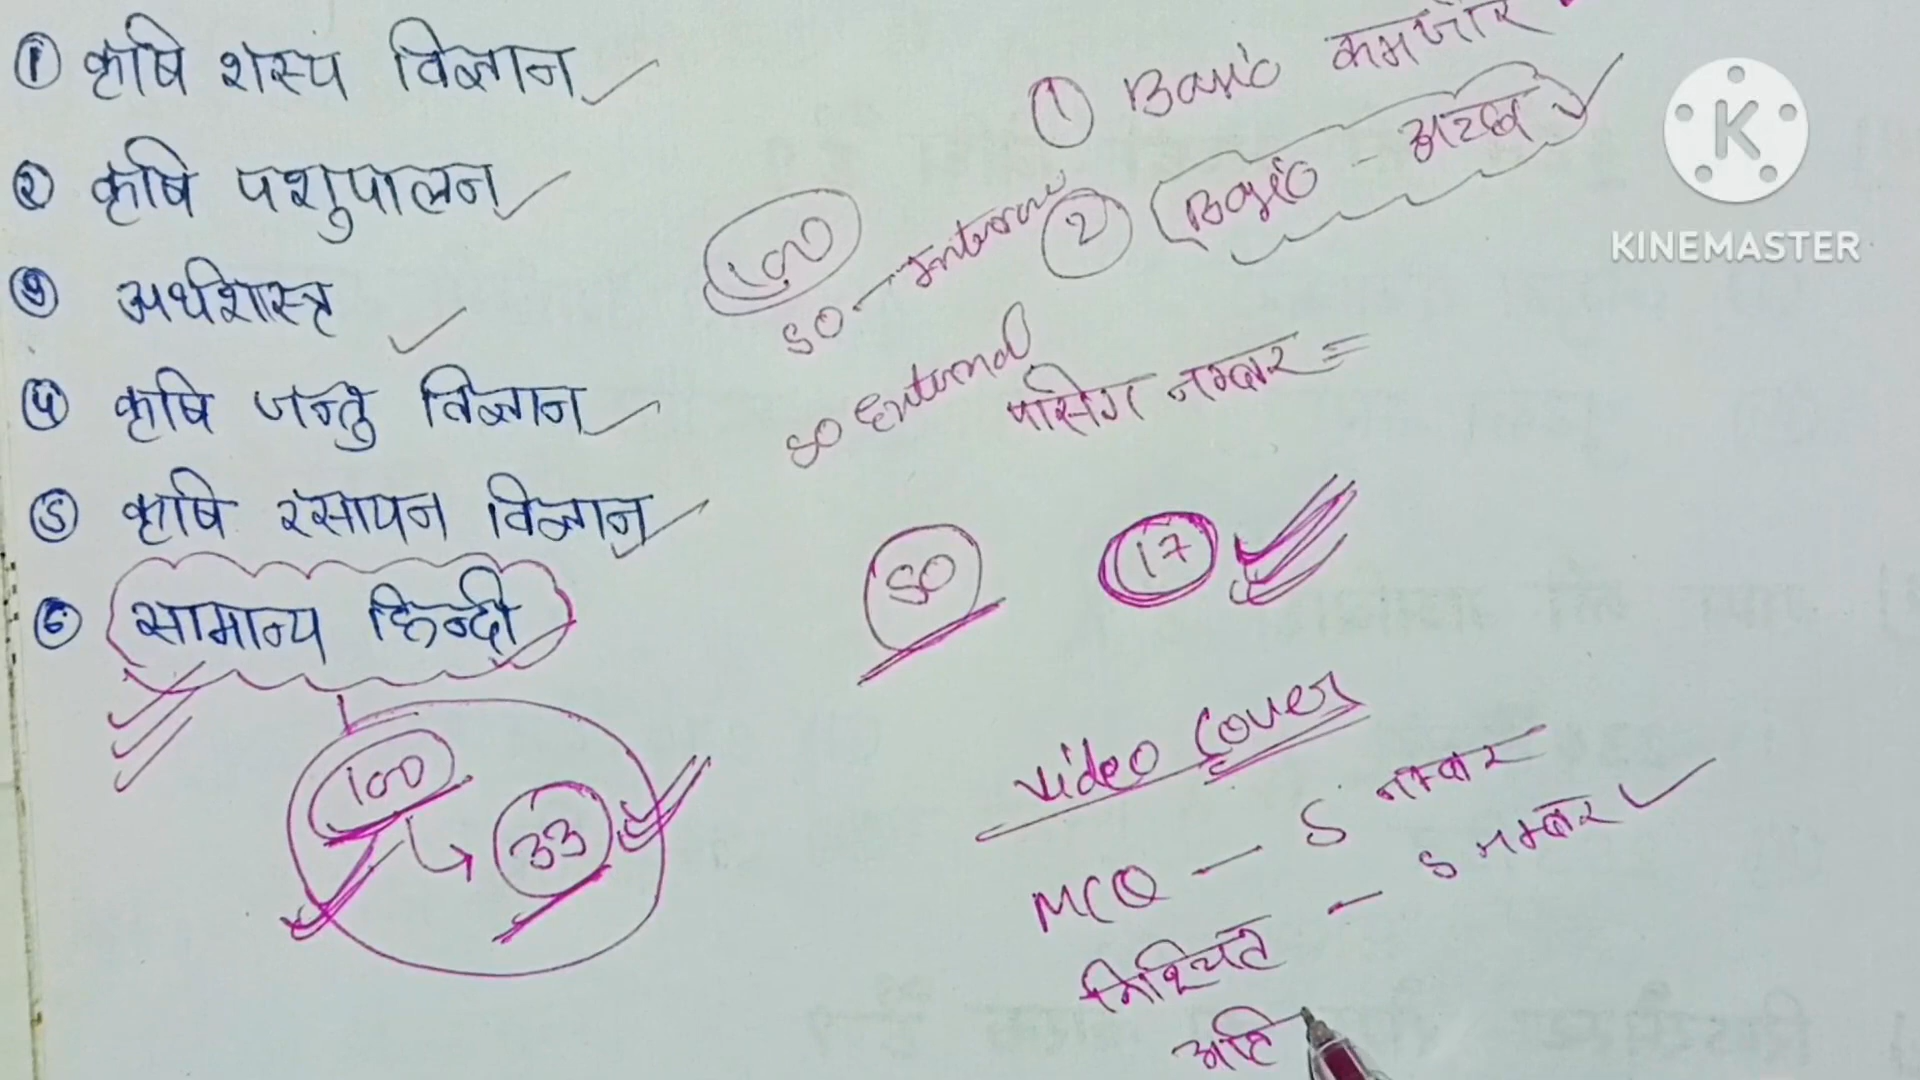 ① कृषि शस्य विज्ञान
② कृषि पशुपालन
③ अर्थशास्त्र
④ कृषि जन्तु विज्ञान
⑤ कृषि रसायन विज्ञान
⑥ सामान्य हिन्दी
100
33
① Basic कमजोर
② Basic - अच्छा
100
50 - Internal
50 External
पासिंग नम्बर =
50
17
Video Cover
MCQ - 5 नम्बर
निश्चित - 5 नम्बर
अति
K
KINEMASTER